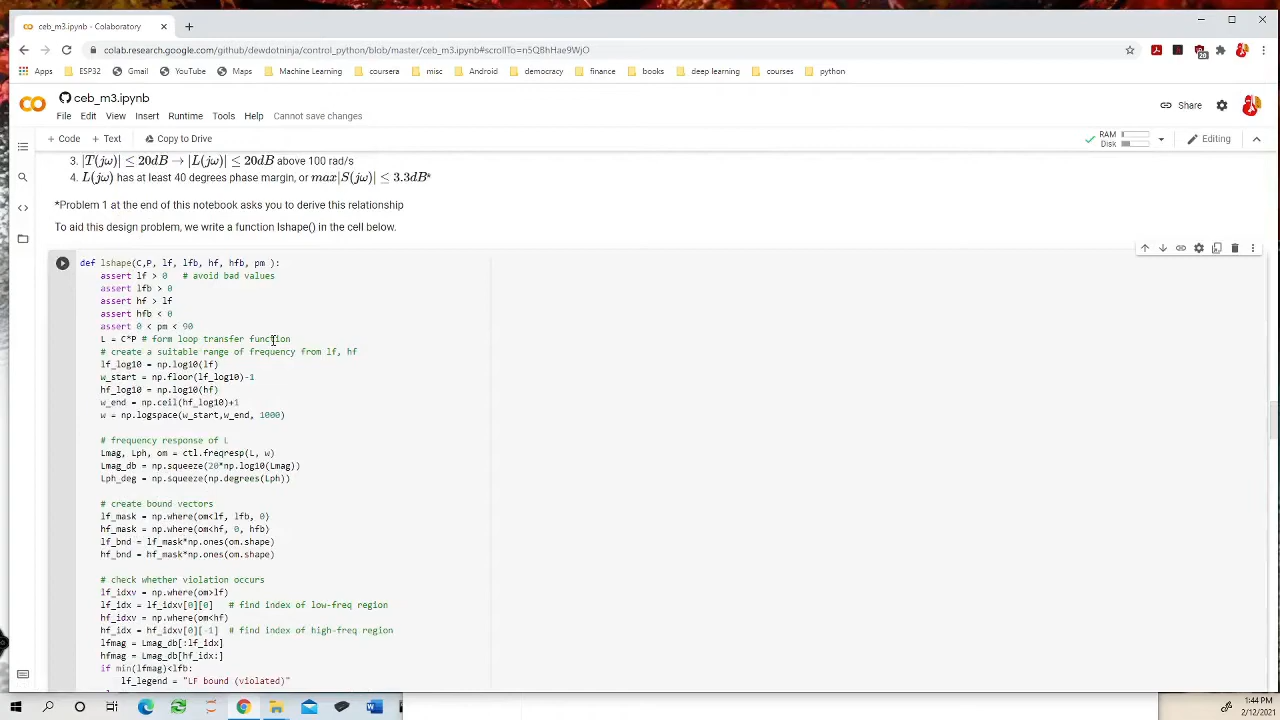 ceb_m3.ipynb - Colaboratory
colab.research.google.com/github/dewdotninja/control_python/blob/master/ceb_m3.ipynb#scrollTo=n5Q8hHae9WjO
20
Apps ESP32 Gmail YouTube Maps Machine Learning coursera misc Android democracy finance books deep learning courses python
ceb_m3.ipynb
Share
File Edit View Insert Runtime Tools Help Cannot save changes
+ Code + Text Copy to Drive
RAM
Disk
Editing
3. |T(jω)| ≤ 20dB → |L(jω)| ≤ 20dB above 100 rad/s
4. L(jω) has at least 40 degrees phase margin, or max|S(jω)| ≤ 3.3dB*
*Problem 1 at the end of this notebook asks you to derive this relationship
To aid this design problem, we write a function lshape() in the cell below.
def lshape(C,P, lf, lfb, hf, hfb, pm ):
assert lf > 0 # avoid bad values
assert lfb > 0
assert hf > lf
assert hfb < 0
assert 0 < pm < 90
L = C*P # form loop transfer function
# create a suitable range of frequency from lf, hf
lf_log10 = np.log10(lf)
w_start = np.floor(lf_log10)-1
hf_log10 = np.log10(hf)
w_end = np.ceil(hf_log10)+1
w = np.logspace(w_start,w_end, 1000)
# frequency response of L
Lmag, Lph, om = ctl.freqresp(L, w)
Lmag_db = np.squeeze(20*np.log10(Lmag))
Lph_deg = np.squeeze(np.degrees(Lph))
# create bound vectors
lf_mask = np.where(om<lf, lfb, 0)
hf_mask = np.where(om<hf, 0, hfb)
lf_bnd = lf_mask*np.ones(om.shape)
hf_bnd = hf_mask*np.ones(om.shape)
# check whether violation occurs
lf_idxv = np.where(om>lf)
lf_idx = lf_idxv[0][0] # find index of low-freq region
hf_idxv = np.where(om<hf)
hf_idx = hf_idxv[0][-1] # find index of high-freq region
lfmag = Lmag_db[:lf_idx]
hfmag = Lmag_db[hf_idx:]
if min(lfmag)<lfb:
lf_legend = "LF bound (violated)"
1:44 PM
2/12/2021